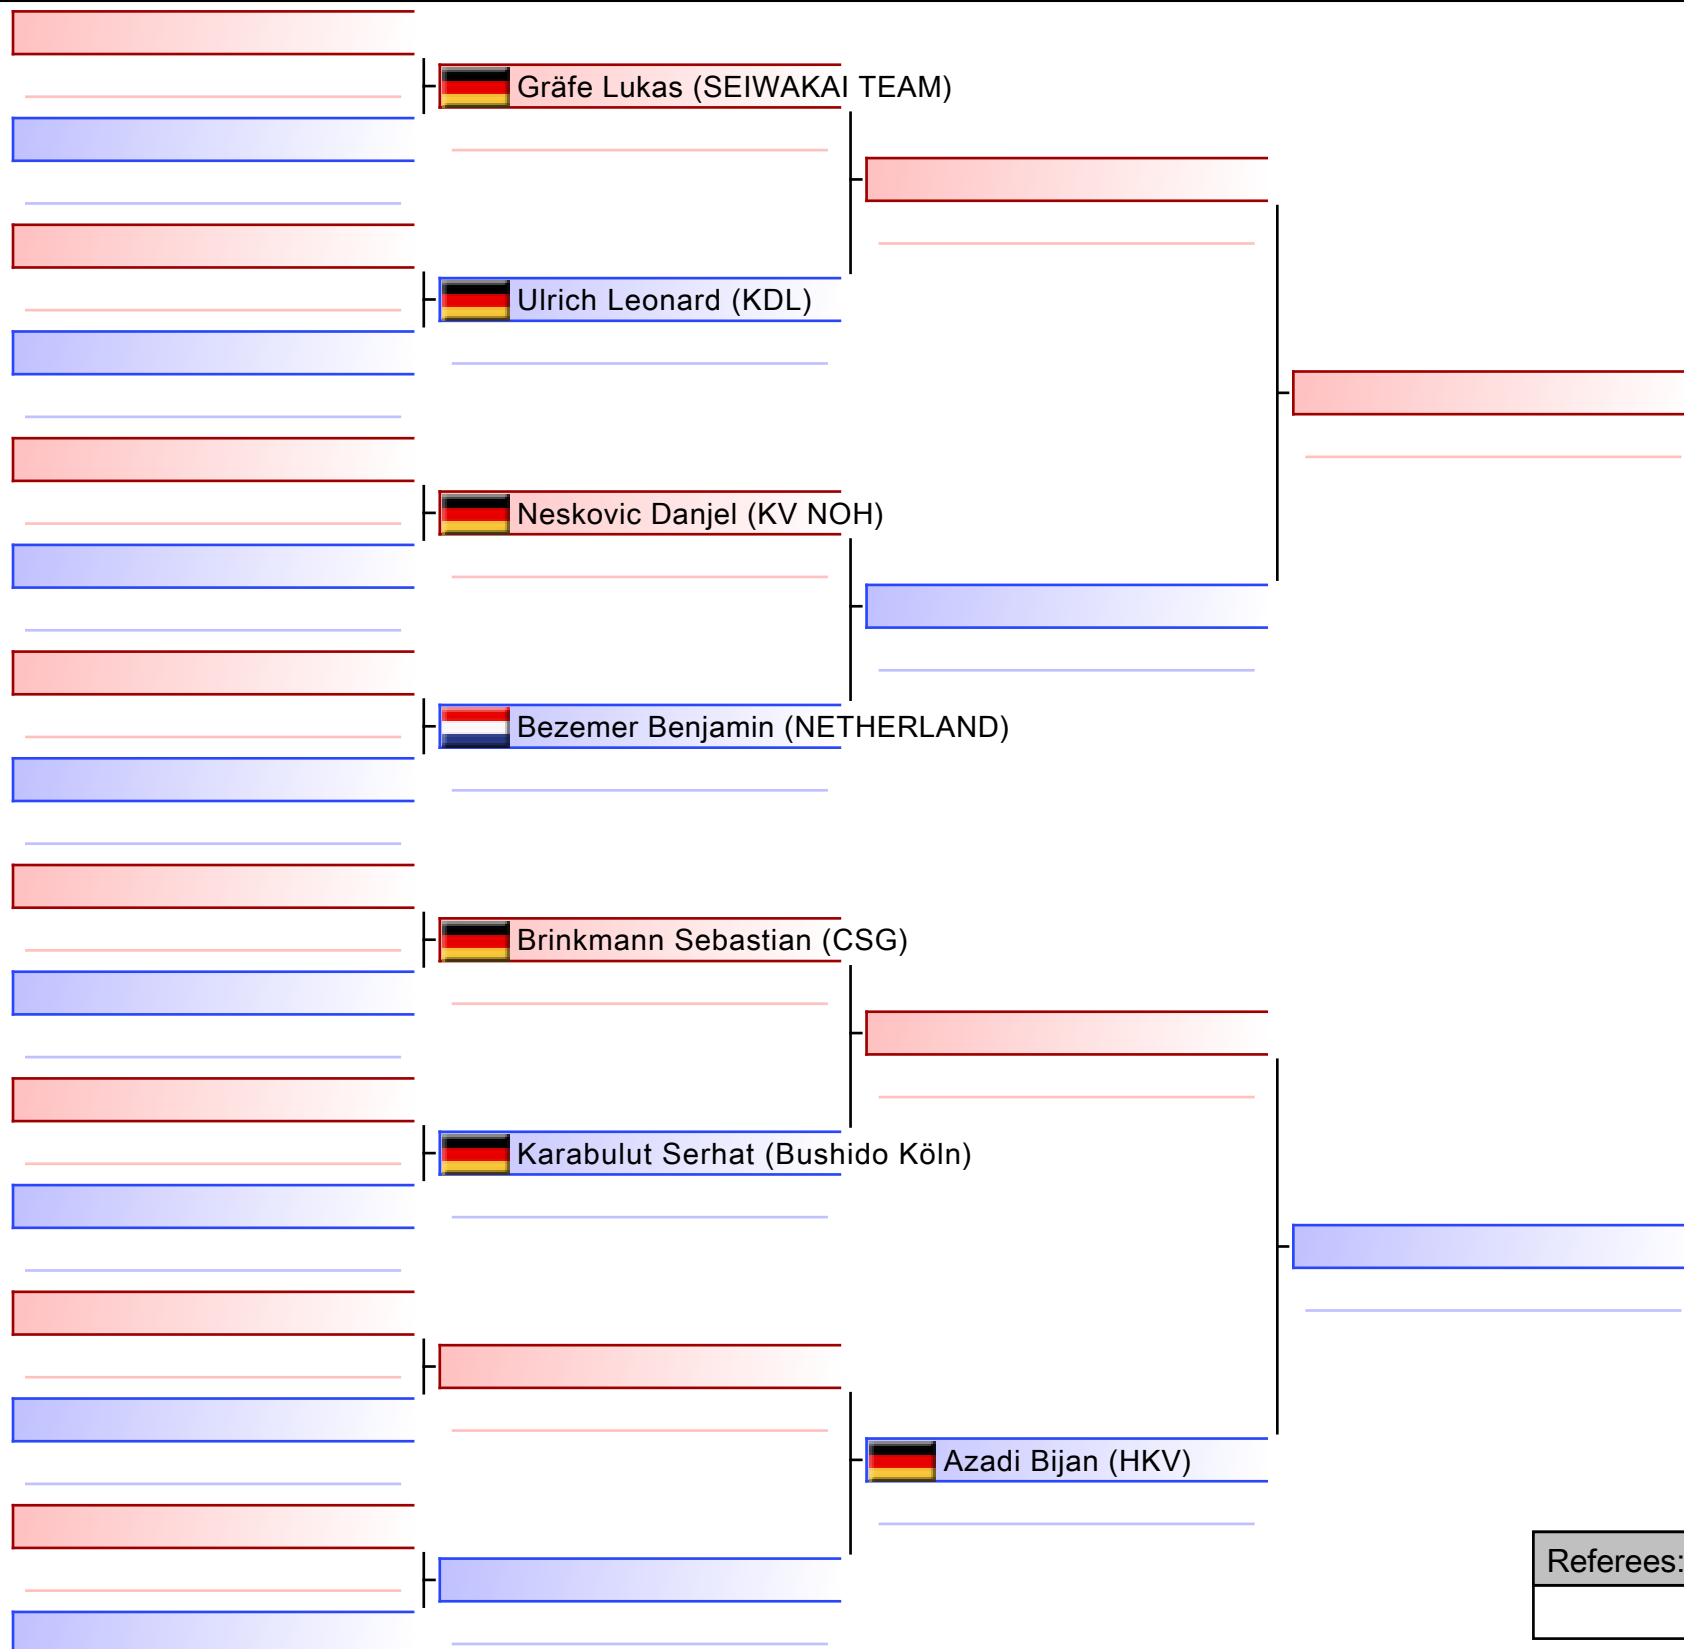 Gräfe Lukas (SEIWAKAI TEAM)
Ulrich Leonard (KDL)
Neskovic Danjel (KV NOH)
Bezemer Benjamin (NETHERLAND)
Brinkmann Sebastian (CSG)
Karabulut Serhat (Bushido Köln)
Azadi Bijan (HKV)
Referees: